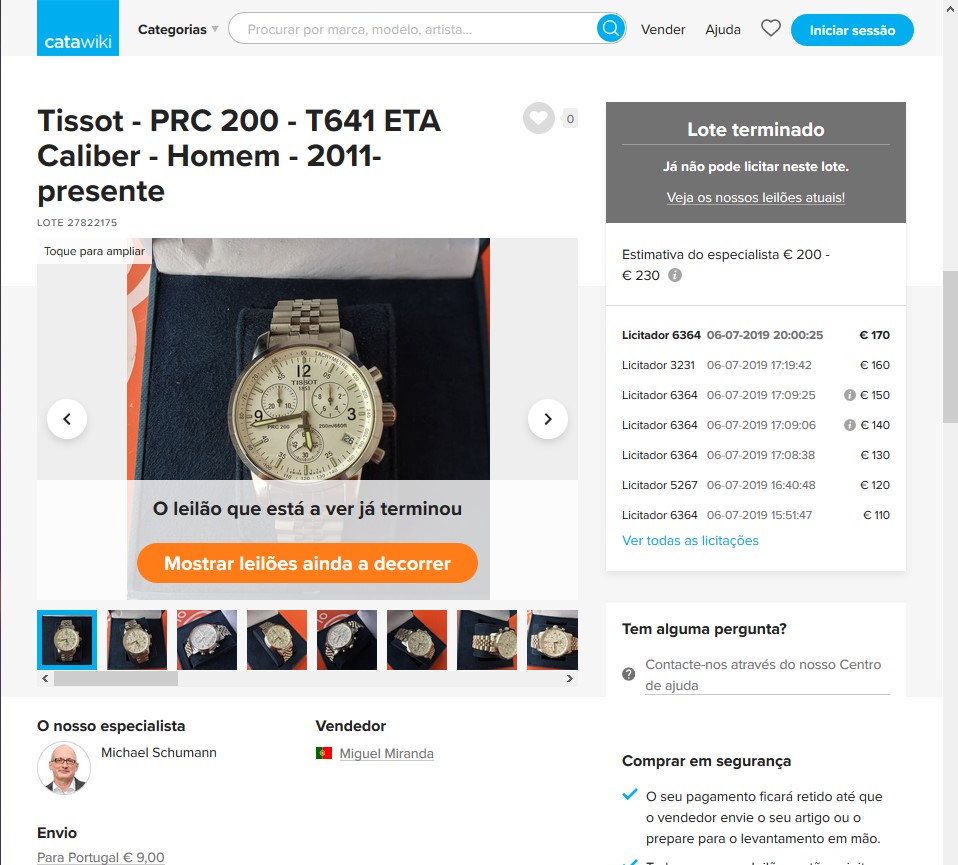 catawiki
Categorias
Procurar por marca, modelo, artista...
Vender
Ajuda
Iniciar sessão
Tissot - PRC 200 - T641 ETA
Caliber - Homem - 2011-
presente
0
LOTE 27822175
Toque para ampliar
TACHYMETRE
12
TISSOT
1853
9
3
PRC 200
200m/660ft
26
O leilão que está a ver já terminou
Mostrar leilões ainda a decorrer
O nosso especialista
Michael Schumann
Vendedor
Miguel Miranda
Envio
Para Portugal € 9,00
Lote terminado
Já não pode licitar neste lote.
Veja os nossos leilões atuais!
Estimativa do especialista € 200 -
€ 230
Licitador 6364 06-07-2019 20:00:25 € 170
Licitador 3231 06-07-2019 17:19:42 € 160
Licitador 6364 06-07-2019 17:09:25 € 150
Licitador 6364 06-07-2019 17:09:06 € 140
Licitador 6364 06-07-2019 17:08:38 € 130
Licitador 5267 06-07-2019 16:40:48 € 120
Licitador 6364 06-07-2019 15:51:47 € 110
Ver todas as licitações
Tem alguma pergunta?
Contacte-nos através do nosso Centro
de ajuda
Comprar em segurança
O seu pagamento ficará retido até que
o vendedor envie o seu artigo ou o
prepare para o levantamento em mão.